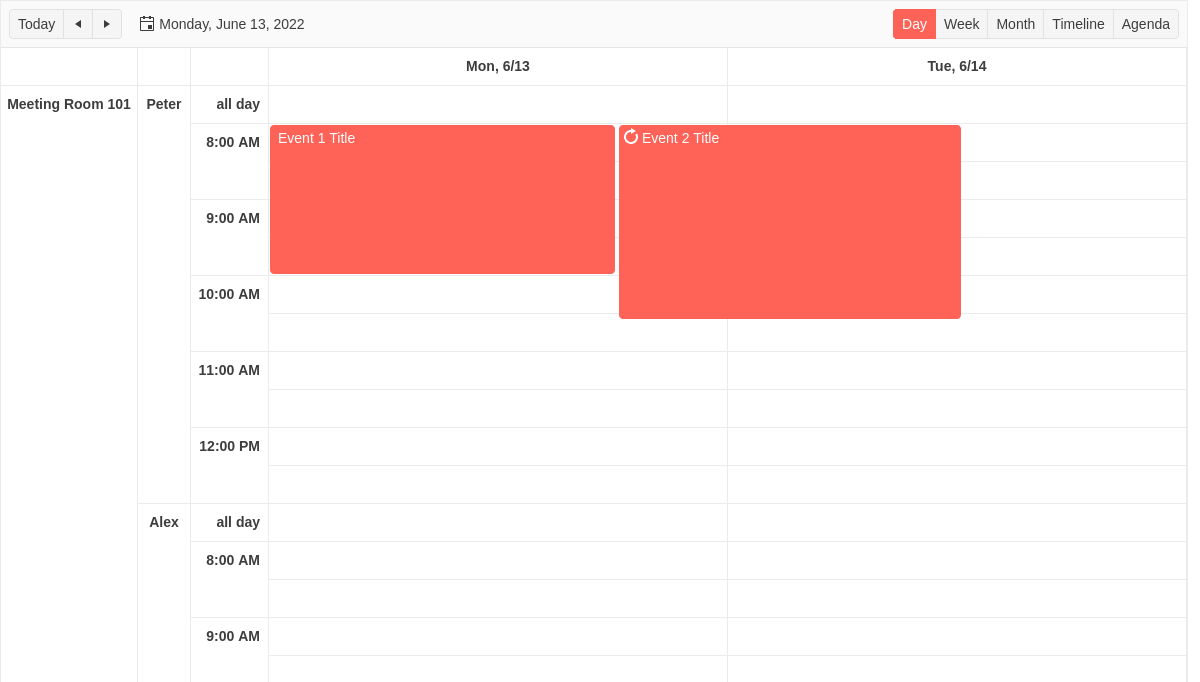 Today Monday, June 13, 2022 Day Week Month Timeline Agenda
Mon, 6/13 Tue, 6/14
Meeting Room 101 Peter all day
8:00 AM Event 1 Title Event 2 Title
9:00 AM
10:00 AM
11:00 AM
12:00 PM
Alex all day
8:00 AM
9:00 AM